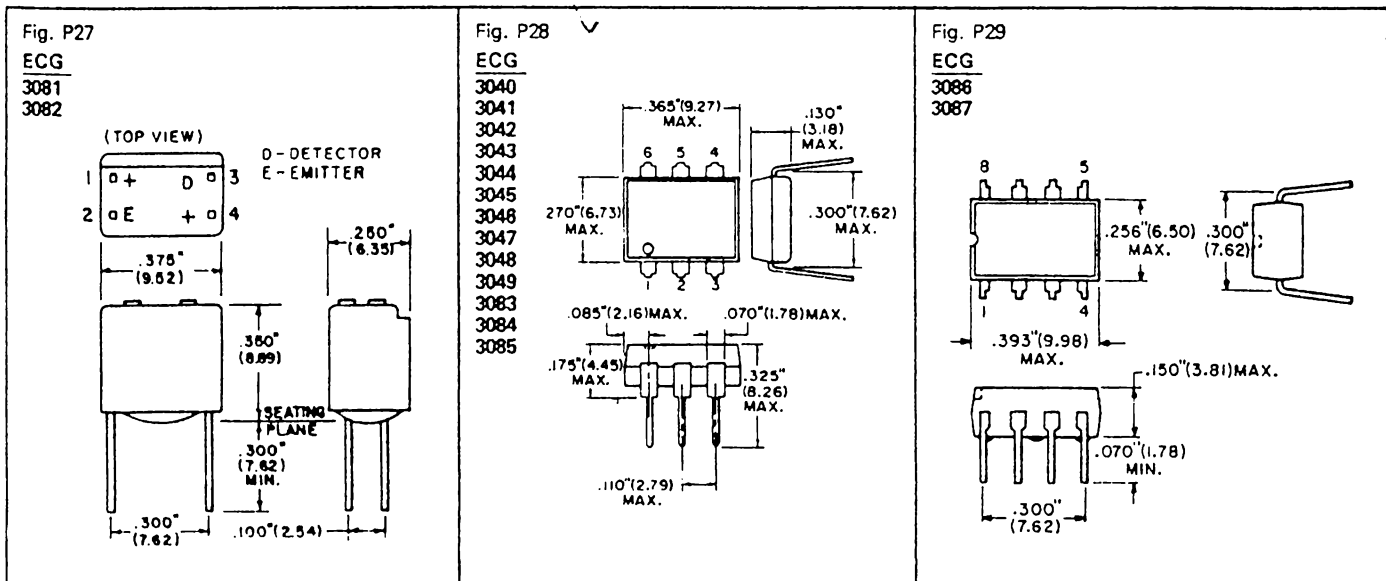 Fig. P27
ECG
3081
3082
(TOP VIEW)
D-DETECTOR
E-EMITTER
1 + D 3
2 E + 4
.375"
(9.52)
.250"
(6.35)
.350"
(8.89)
SEATING
PLANE
.300"
(7.62)
MIN.
.300"
(7.62)
.100"(2.54)
Fig. P28
ECG
3040
3041
3042
3043
3044
3045
3046
3047
3048
3049
3083
3084
3085
.365"(9.27)
MAX.
.130"
(3.18)
MAX.
6 5 4
270"(6.73)
MAX.
.300"(7.62)
MAX.
1 2 3
.085"(2.16)MAX.
.070"(1.78)MAX.
.175"(4.45)
MAX.
.325"
(8.26)
MAX.
.110"(2.79)
MAX.
Fig. P29
ECG
3086
3087
8 5
.256"(6.50)
MAX.
.300"
(7.62)
1 4
.393"(9.98)
MAX.
.150"(3.81)MAX.
.070"(1.78)
MIN.
.300"
(7.62)